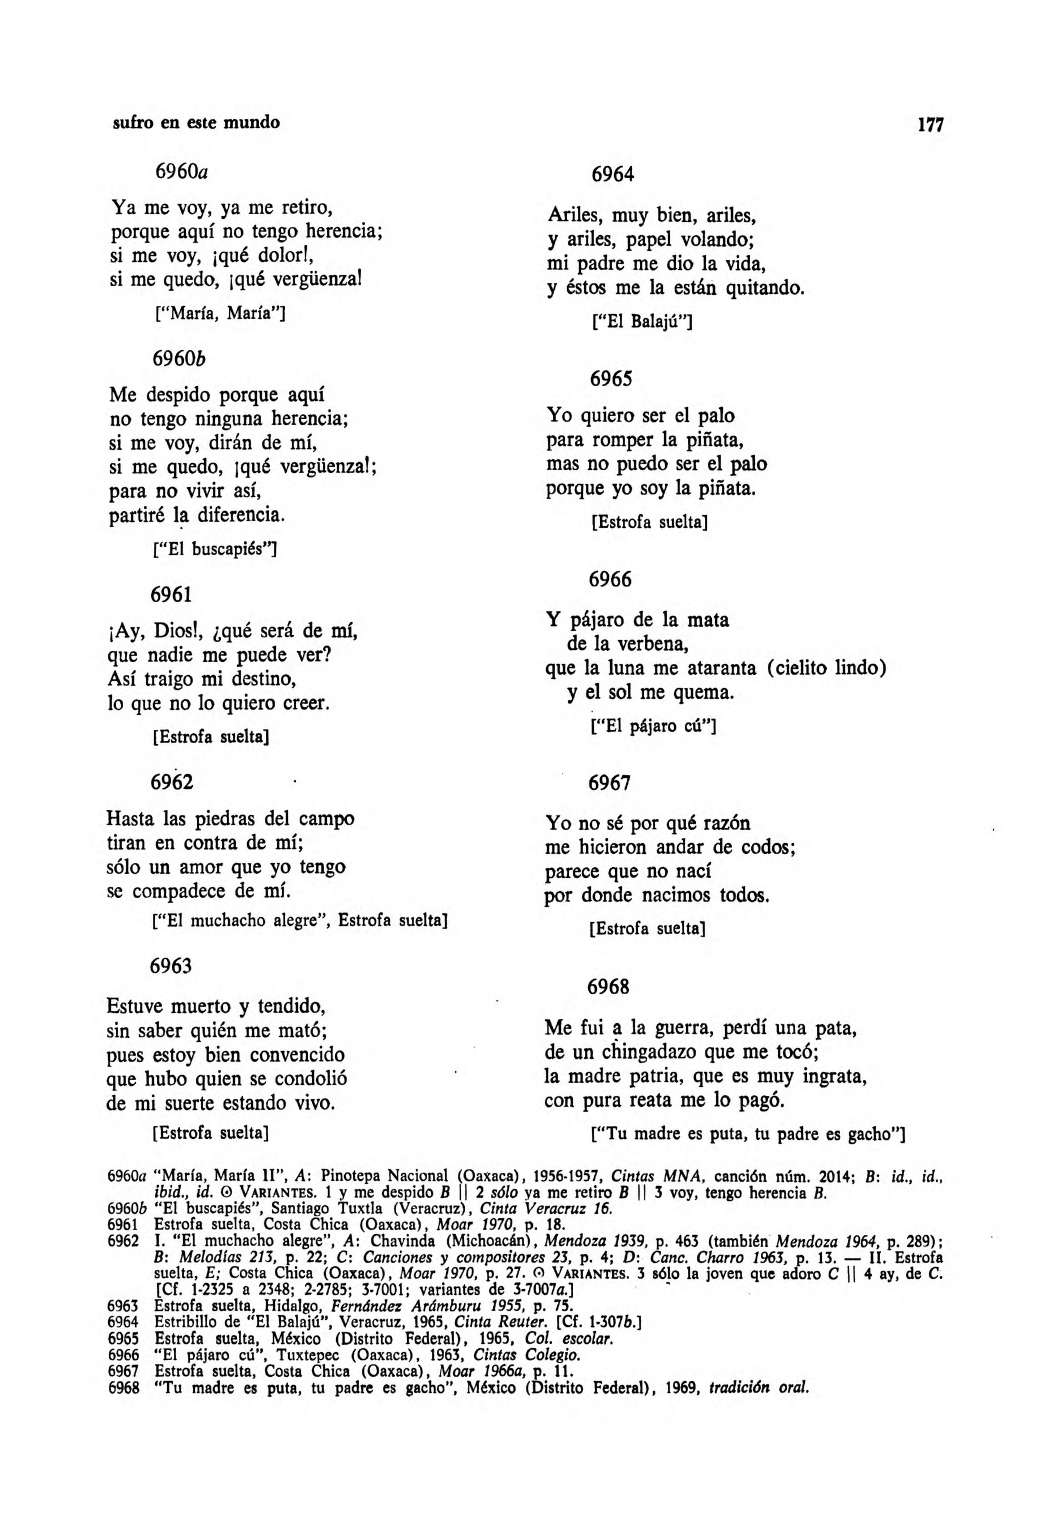 sufro en este mundo
177
6960a
Ya me voy, ya me retiro,
porque aquí no tengo herencia;
si me voy, ¡qué dolor!,
si me quedo, ¡qué vergüenza!
["María, María"]
6960b
Me despido porque aquí
no tengo ninguna herencia;
si me voy, dirán de mí,
si me quedo, ¡qué vergüenza!;
para no vivir así,
partiré la diferencia.
["El buscapiés"]
6961
¡Ay, Dios!, ¿qué será de mí,
que nadie me puede ver?
Así traigo mi destino,
lo que no lo quiero creer.
[Estrofa suelta]
6962
Hasta las piedras del campo
tiran en contra de mí;
sólo un amor que yo tengo
se compadece de mí.
["El muchacho alegre", Estrofa suelta]
6963
Estuve muerto y tendido,
sin saber quién me mató;
pues estoy bien convencido
que hubo quien se condolió
de mi suerte estando vivo.
[Estrofa suelta]
6964
Ariles, muy bien, ariles,
y ariles, papel volando;
mi padre me dio la vida,
y éstos me la están quitando.
["El Balajú"]
6965
Yo quiero ser el palo
para romper la piñata,
mas no puedo ser el palo
porque yo soy la piñata.
[Estrofa suelta]
6966
Y pájaro de la mata
de la verbena,
que la luna me ataranta (cielito lindo)
y el sol me quema.
["El pájaro cú"]
6967
Yo no sé por qué razón
me hicieron andar de codos;
parece que no nací
por donde nacimos todos.
[Estrofa suelta]
6968
Me fui a la guerra, perdí una pata,
de un chingadazo que me tocó;
la madre patria, que es muy ingrata,
con pura reata me lo pagó.
["Tu madre es puta, tu padre es gacho"]
6960a "María, María II", A: Pinotepa Nacional (Oaxaca), 1956-1957, Cintas MNA, canción núm. 2014; B: id., id.,
ibid., id. ⊙ VARIANTES. 1 y me despido B || 2 sólo ya me retiro B || 3 voy, tengo herencia B.
6960b "El buscapiés", Santiago Tuxtla (Veracruz), Cinta Veracruz 16.
6961 Estrofa suelta, Costa Chica (Oaxaca), Moar 1970, p. 18.
6962 I. "El muchacho alegre", A: Chavinda (Michoacán), Mendoza 1939, p. 463 (también Mendoza 1964, p. 289);
B: Melodías 213, p. 22; C: Canciones y compositores 23, p. 4; D: Canc. Charro 1963, p. 13. — II. Estrofa
suelta, E; Costa Chica (Oaxaca), Moar 1970, p. 27. ⊙ VARIANTES. 3 sólo la joven que adoro C || 4 ay, de C.
[Cf. 1-2325 a 2348; 2-2785; 3-7001; variantes de 3-7007a.]
6963 Estrofa suelta, Hidalgo, Fernández Arámburu 1955, p. 75.
6964 Estribillo de "El Balajú", Veracruz, 1965, Cinta Reuter. [Cf. 1-307b.]
6965 Estrofa suelta, México (Distrito Federal), 1965, Col. escolar.
6966 "El pájaro cú", Tuxtepec (Oaxaca), 1963, Cintas Colegio.
6967 Estrofa suelta, Costa Chica (Oaxaca), Moar 1966a, p. 11.
6968 "Tu madre es puta, tu padre es gacho", México (Distrito Federal), 1969, tradición oral.